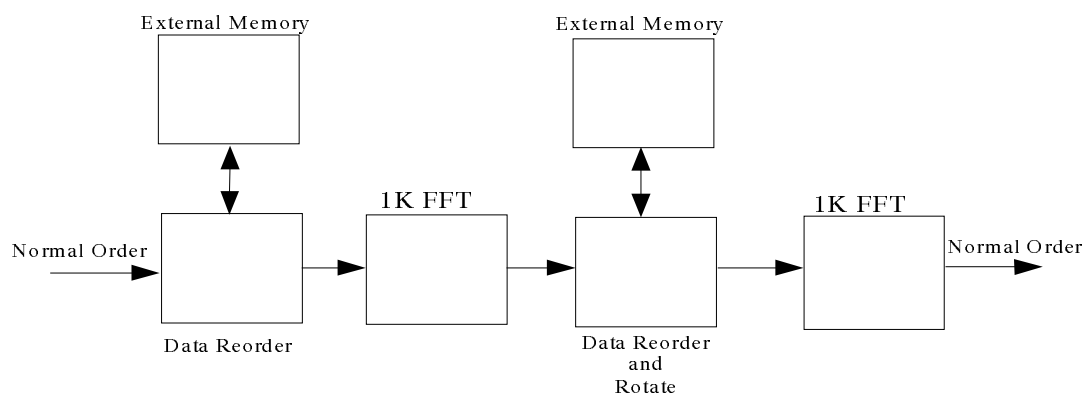 External Memory
External Memory
1K FFT
1K FFT
Normal Order
Normal Order
Data Reorder
Data Reorder
and
Rotate